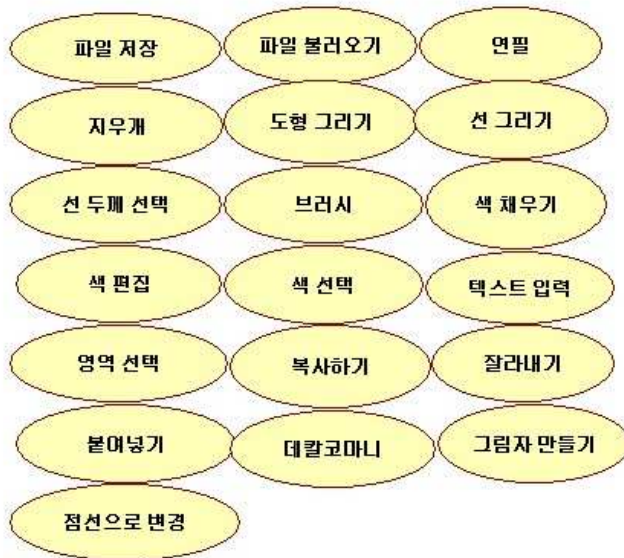 파일 저장
파일 불러오기
연필
지우개
도형 그리기
선 그리기
선 두께 선택
브러시
색 채우기
색 편집
색 선택
텍스트 입력
영역 선택
복사하기
잘라내기
붙여넣기
데칼코마니
그림자 만들기
점선으로 변경